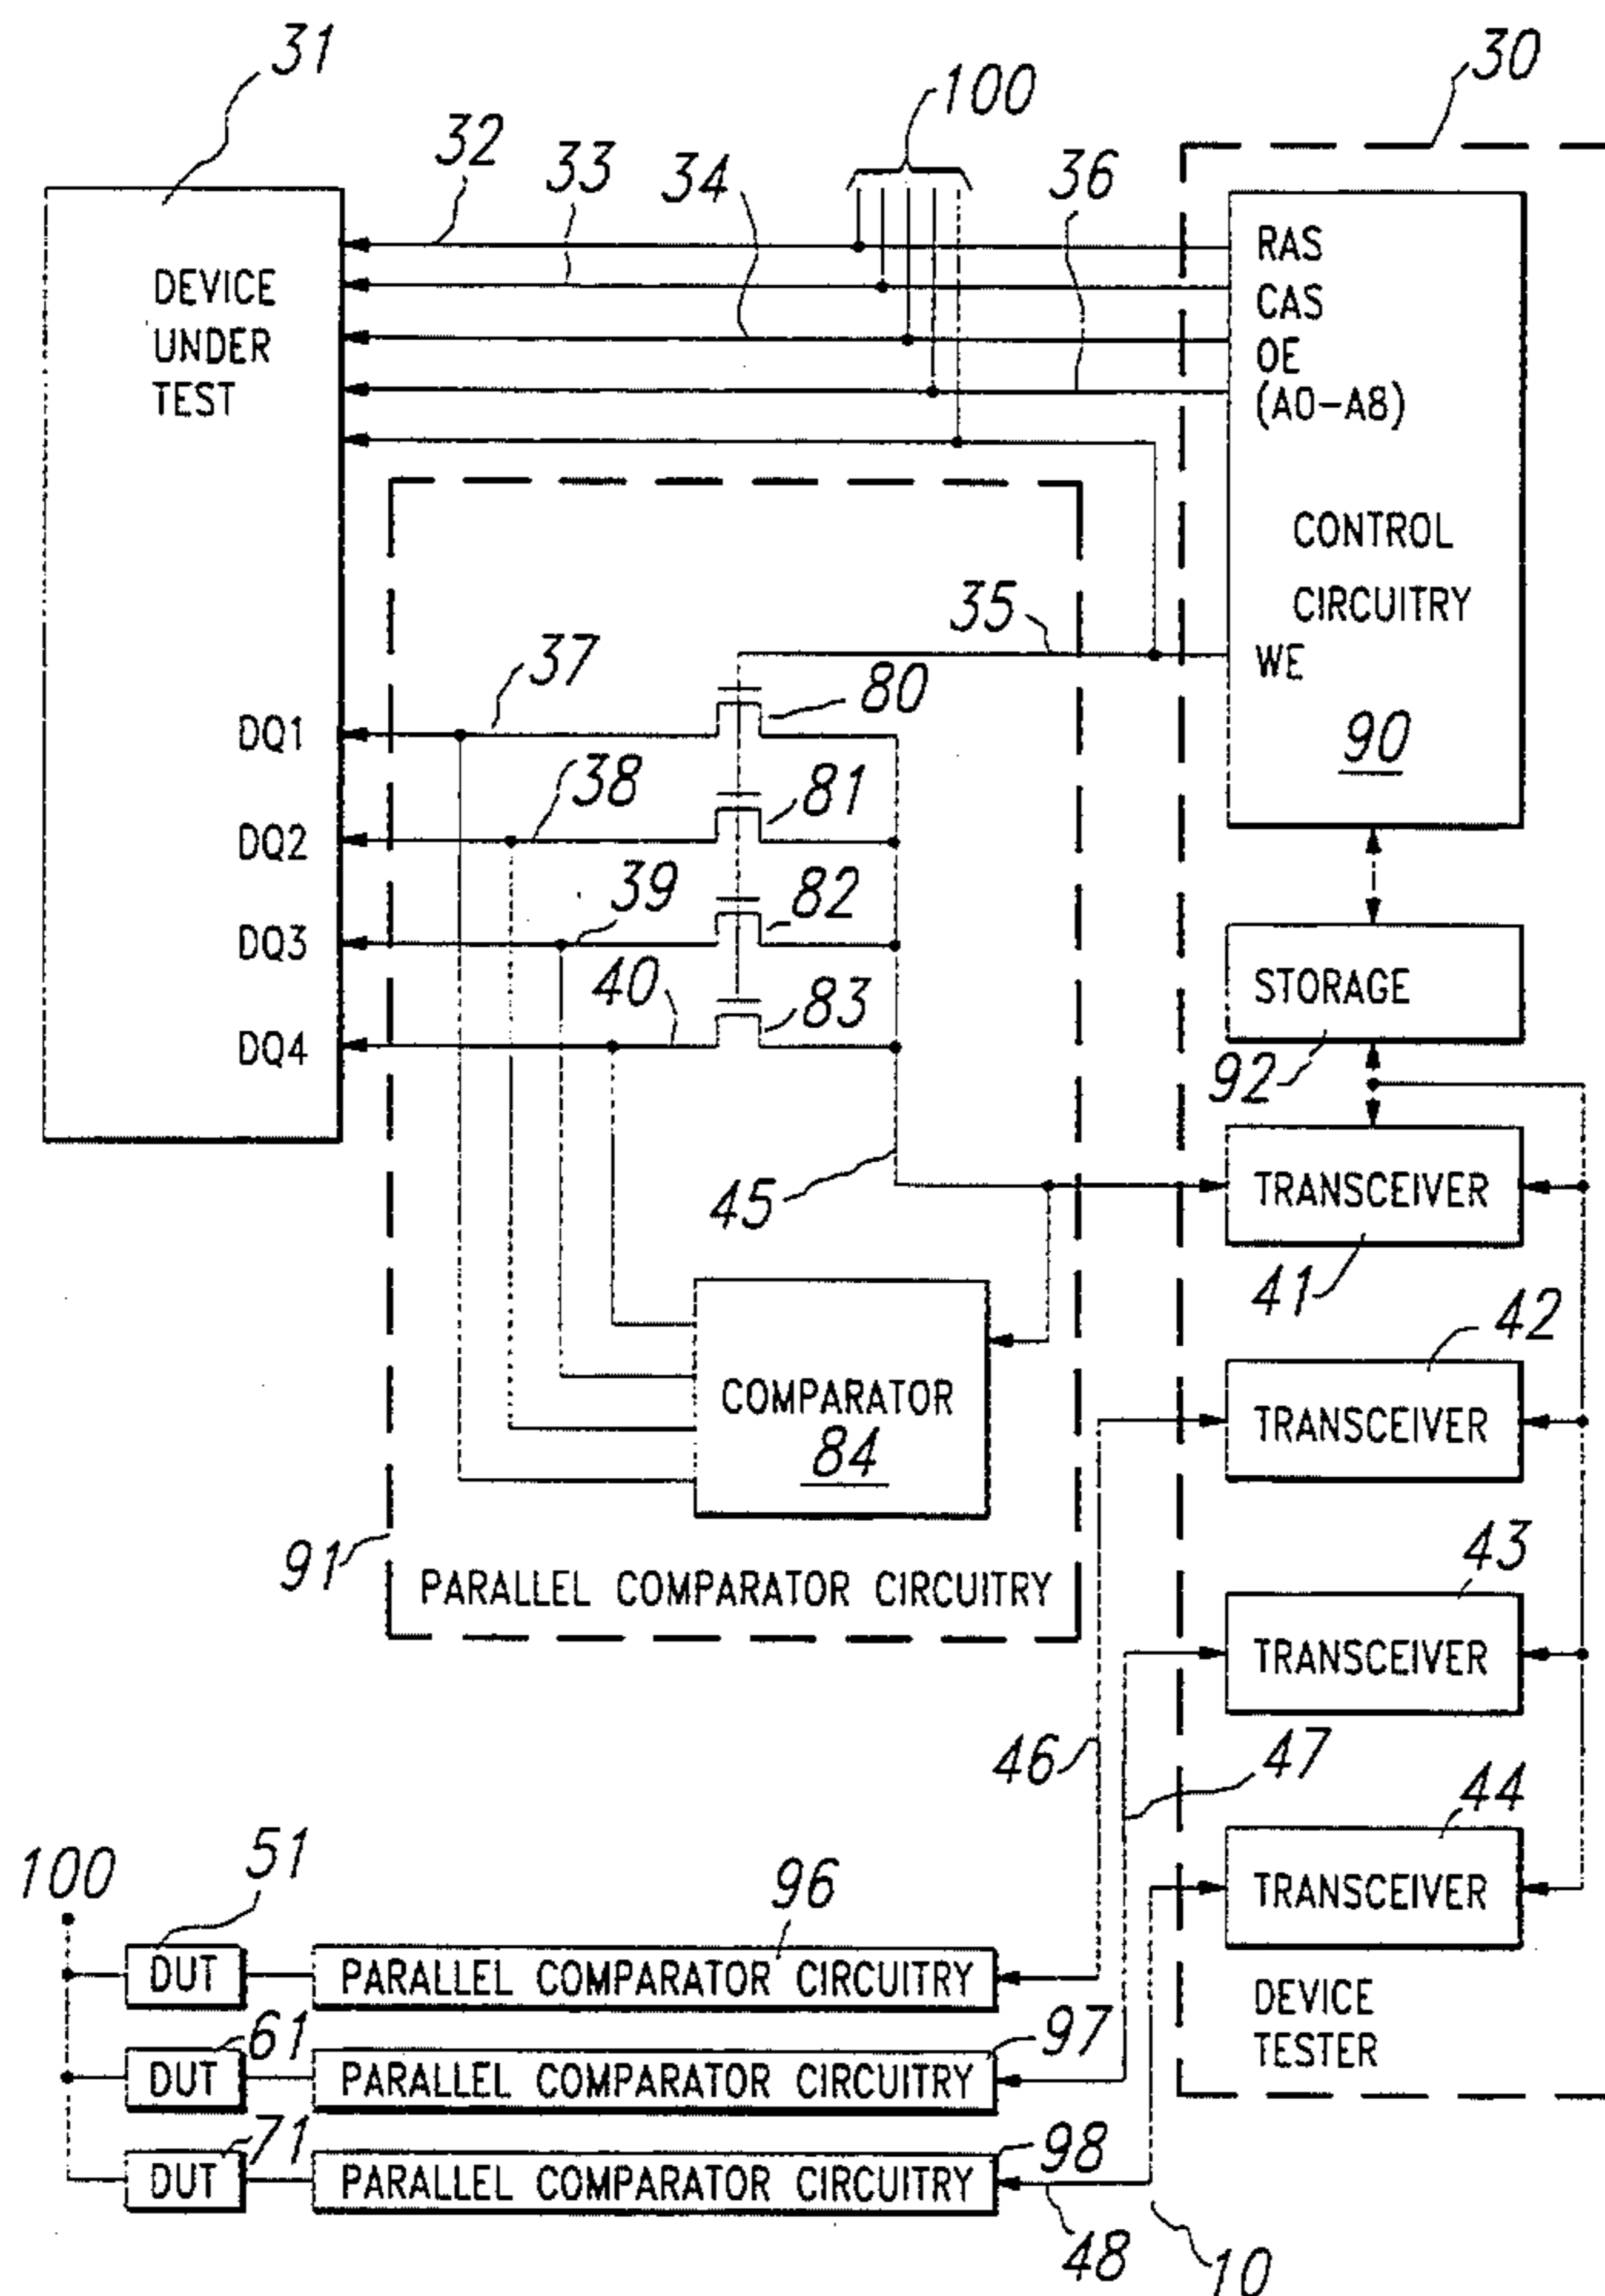 31
30
100
32
33
34
36
RAS
CAS
OE
(A0-A8)
DEVICE
UNDER
TEST
CONTROL
CIRCUITRY
WE
90
35
37
80
DQ1
38
81
DQ2
39
82
DQ3
40
83
DQ4
STORAGE
92
45
TRANSCEIVER
41
42
COMPARATOR
84
TRANSCEIVER
43
91
PARALLEL COMPARATOR CIRCUITRY
TRANSCEIVER
46
47
44
TRANSCEIVER
100
51
96
DUT
PARALLEL COMPARATOR CIRCUITRY
DEVICE
TESTER
61
97
DUT
PARALLEL COMPARATOR CIRCUITRY
71
98
DUT
PARALLEL COMPARATOR CIRCUITRY
48
10